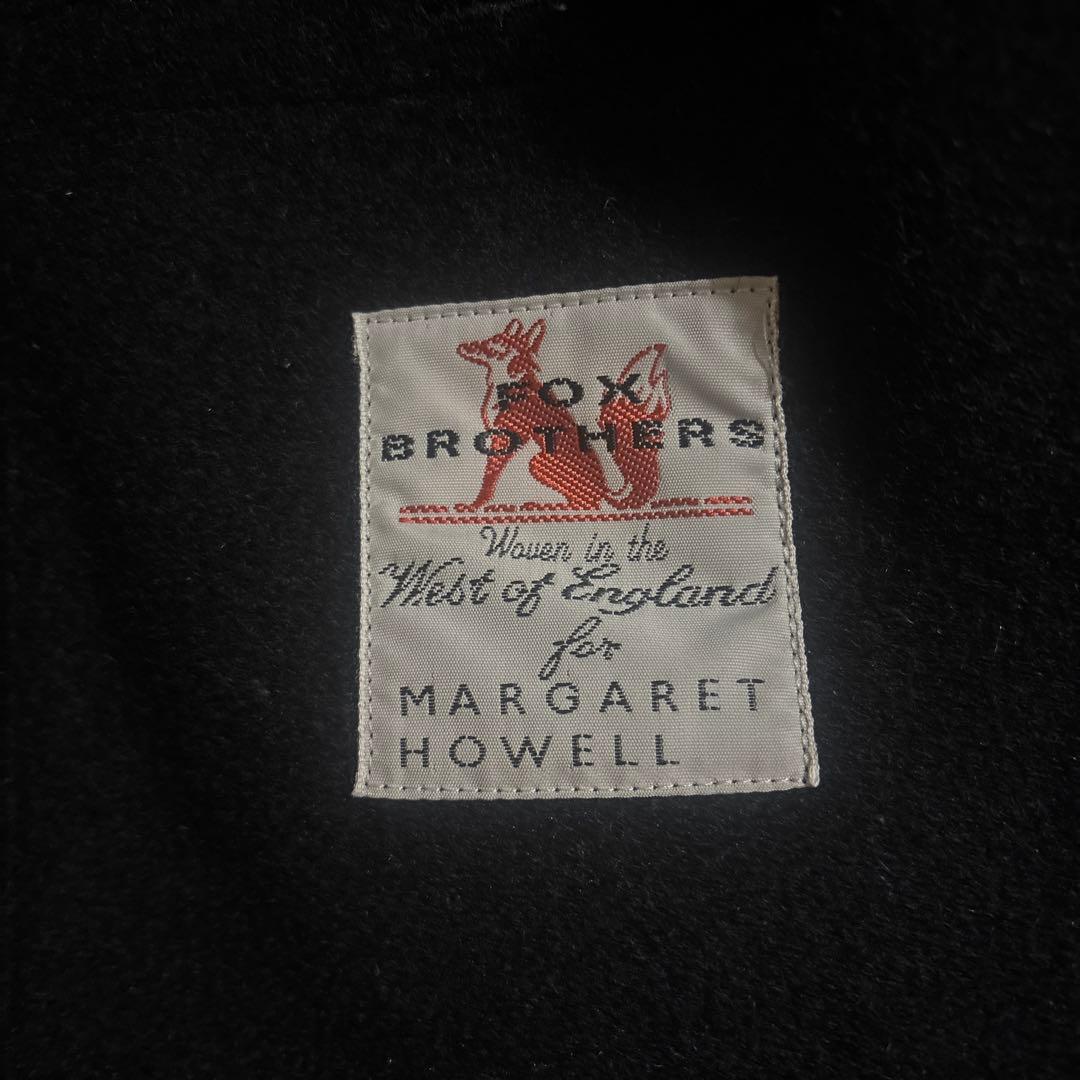 FOX
BROTHERS
Woven in the
West of England
for
MARGARET
HOWELL